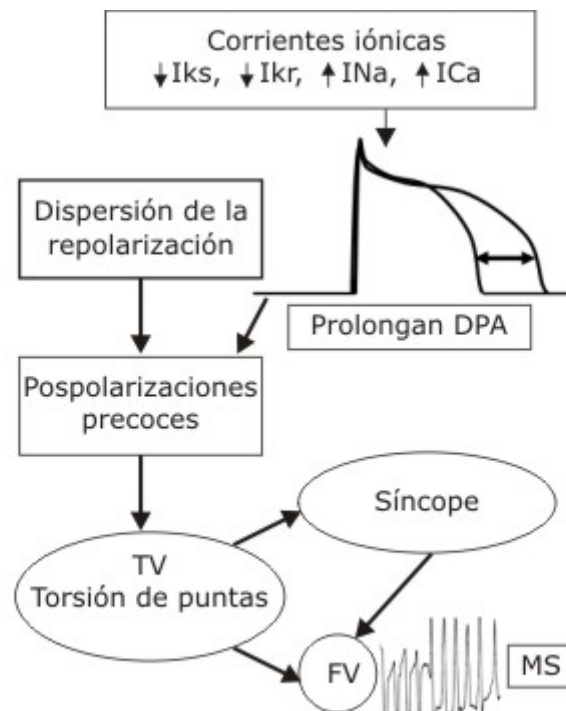 Corrientes iónicas
↓Iks, ↓Ikr, ↑INa, ↑ICa
Dispersión de la
repolarización
Prolongan DPA
Pospolarizaciones
precoces
Síncope
TV
Torsión de puntas
FV
MS